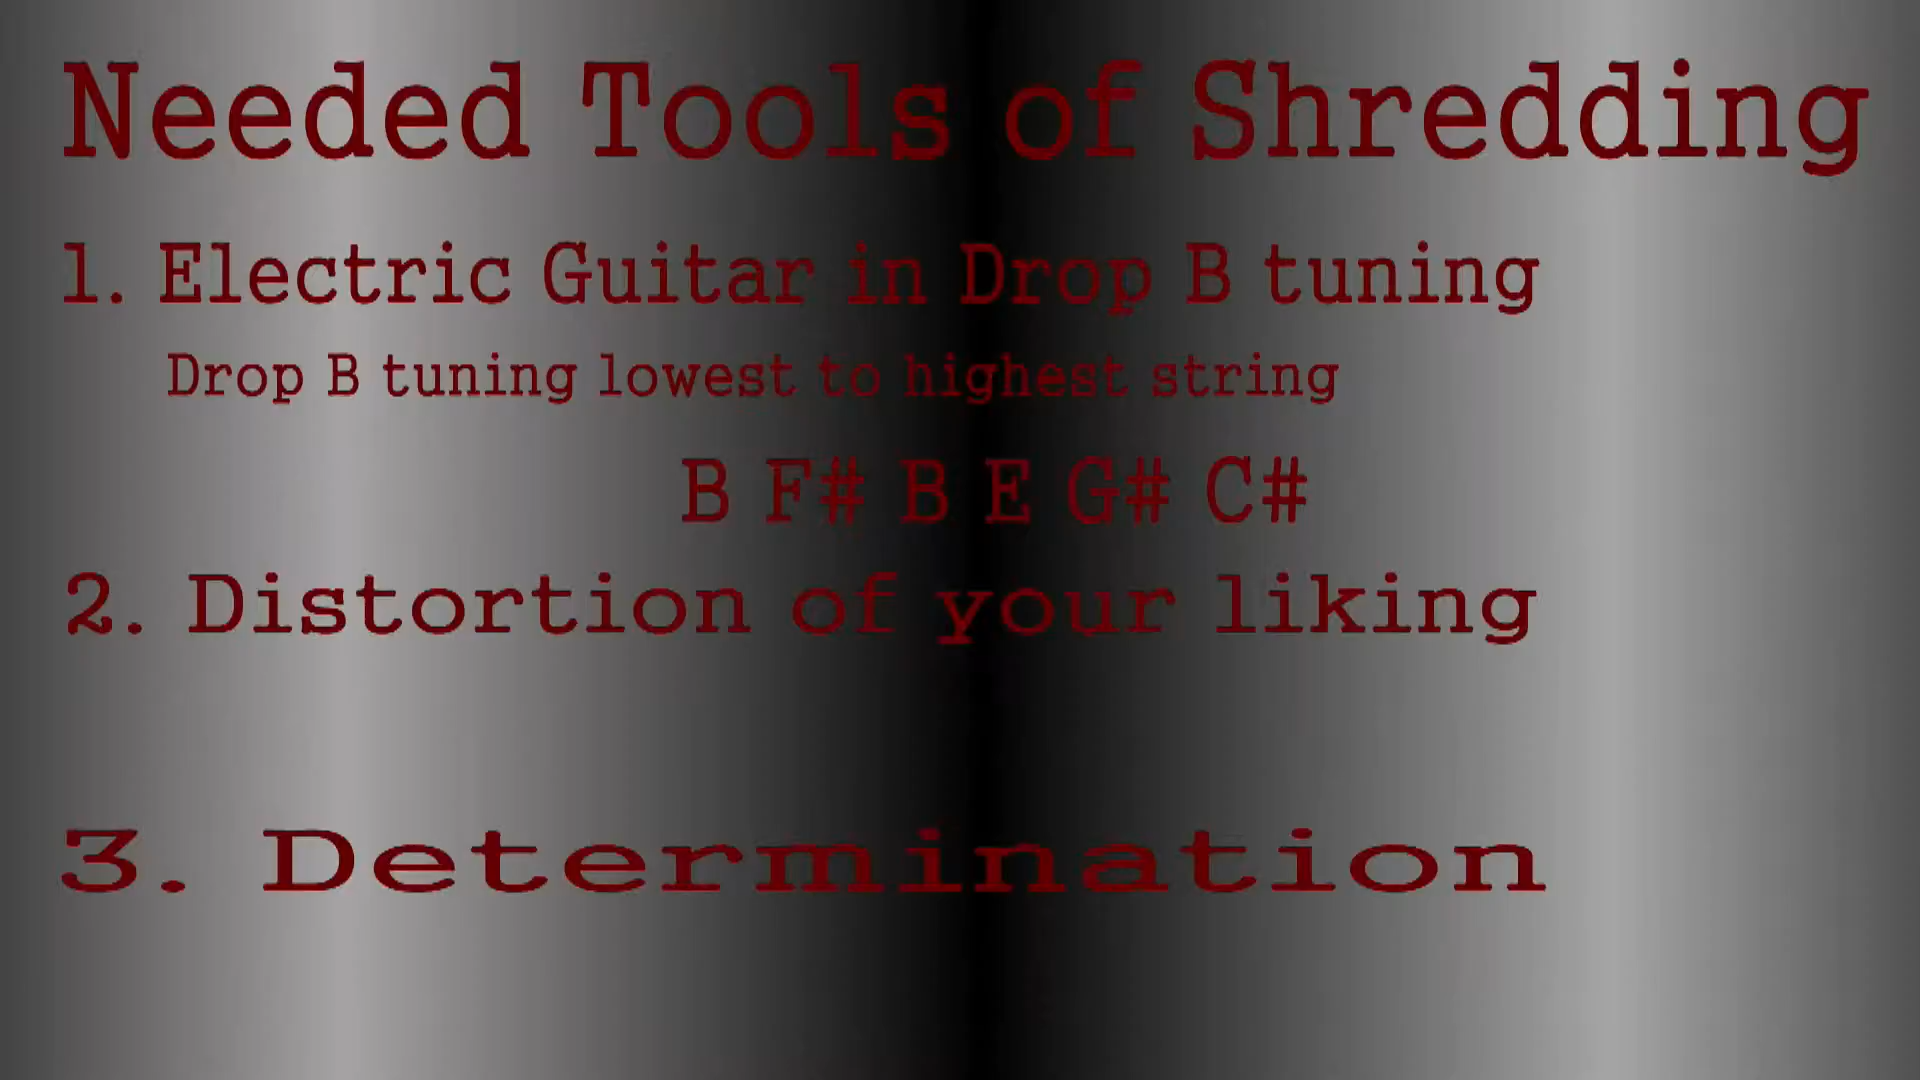 Needed Tools of Shredding
1. Electric Guitar in Drop B tuning
Drop B tuning lowest to highest string
B F# B E G# C#
2. Distortion of your liking
3. Determination